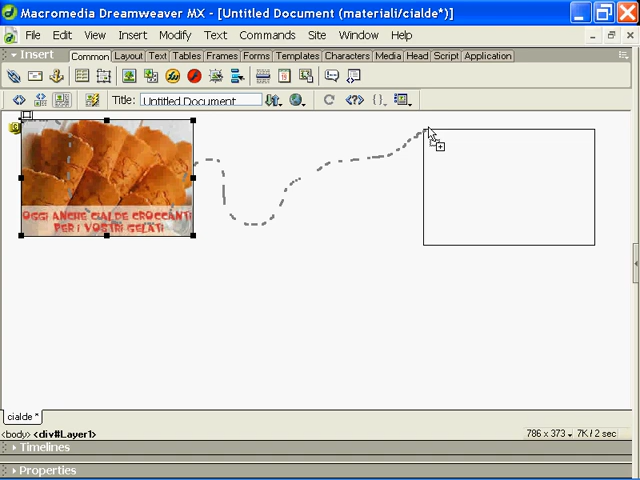 Macromedia Dreamweaver MX - [Untitled Document (materiali/cialde*)]
File Edit View Insert Modify Text Commands Site Window Help
Insert Common Layout Text Tables Frames Forms Templates Characters Media Head Script Application
Title: Untitled Document
OGGI ANCHE CIALDE CROCCANTI
PER I VOSTRI GELATI
cialde *
<body> <div#Layer1> 786 x 373 7K / 2 sec
Timelines
Properties